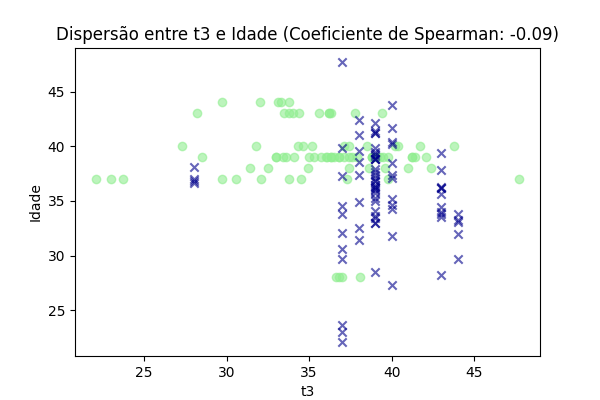 Dispersão entre t3 e Idade (Coeficiente de Spearman: -0.09)
45
40
35
30
25
Idade
25 30 35 40 45
t3